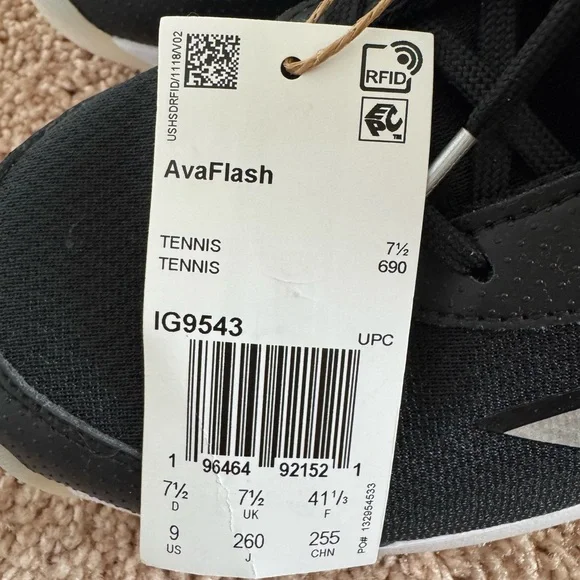 USHSDRFID/1118/V02
RFID
EPC™
AvaFlash
TENNIS 7½
TENNIS 690
IG9543
UPC
1 96464 92152 1
7½ 7½ 41⅓
D UK F
9 260 255
US J CHN
PO# 132954533